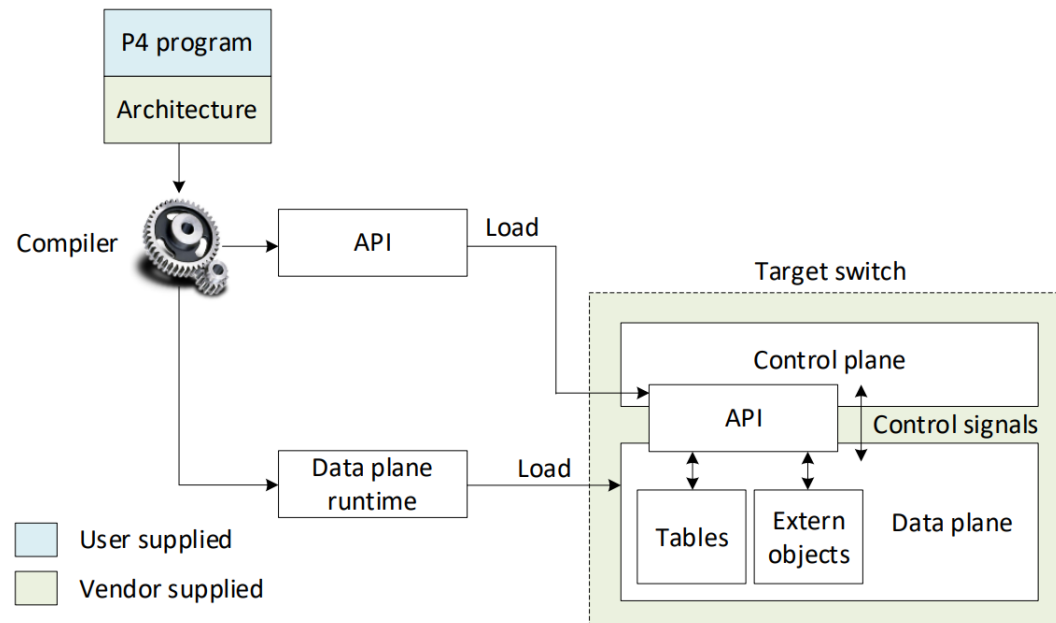 P4 program
Architecture
Compiler
API
Load
Target switch
Control plane
API
Control signals
Data plane
runtime
Load
Tables
Extern
objects
Data plane
User supplied
Vendor supplied